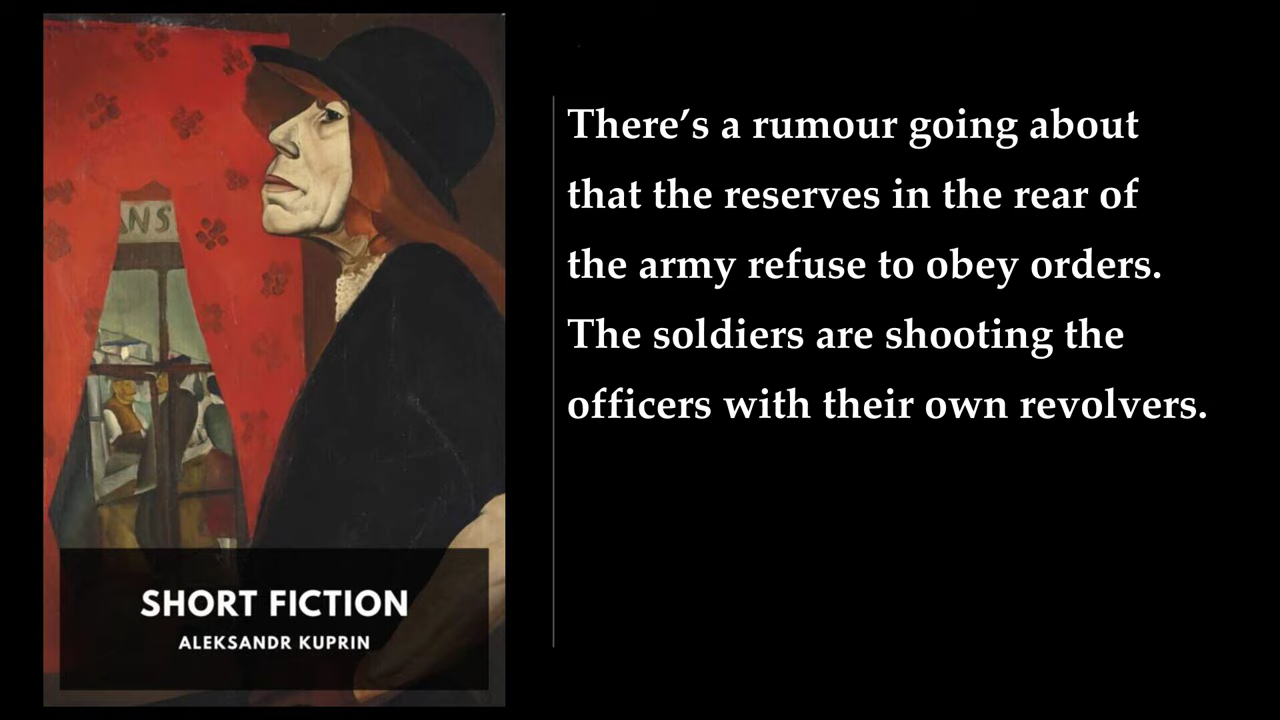 ANS
SHORT FICTION
ALEKSANDR KUPRIN
There’s a rumour going about
that the reserves in the rear of
the army refuse to obey orders.
The soldiers are shooting the
officers with their own revolvers.